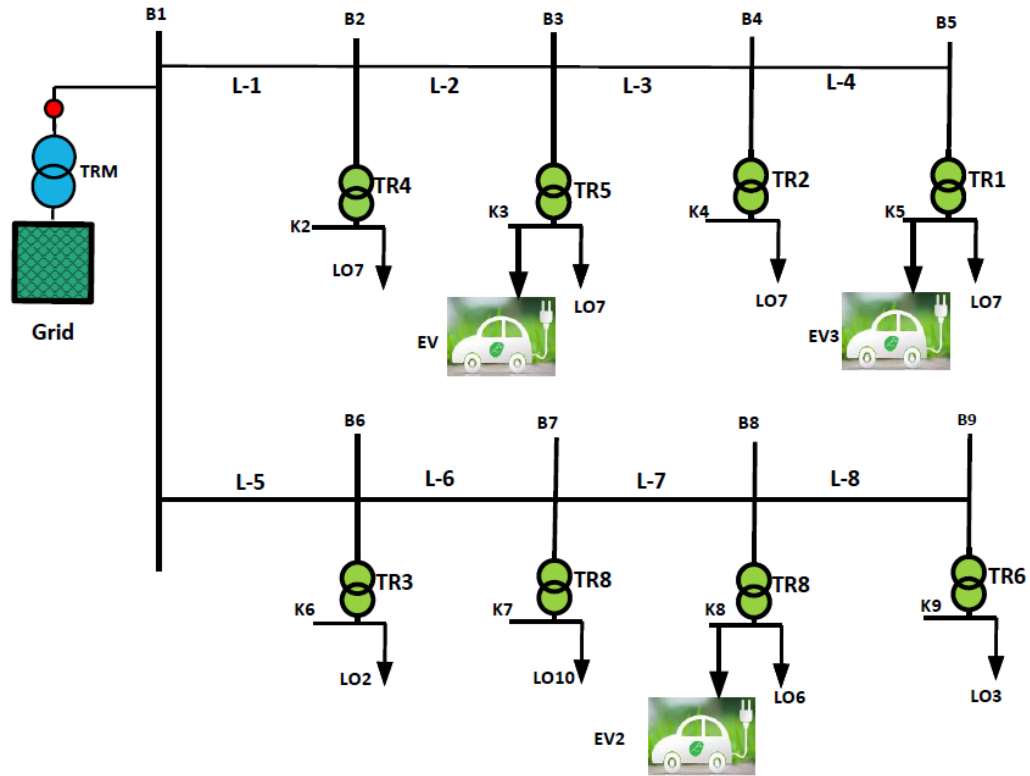 B1
B2
B3
B4
B5
L-1
L-2
L-3
L-4
TRM
Grid
TR4
TR5
TR2
TR1
K2
K3
K4
K5
LO7
LO7
LO7
LO7
EV
EV3
B6
B7
B8
B9
L-5
L-6
L-7
L-8
TR3
TR8
TR8
TR6
K6
K7
K8
K9
LO2
LO10
LO6
LO3
EV2